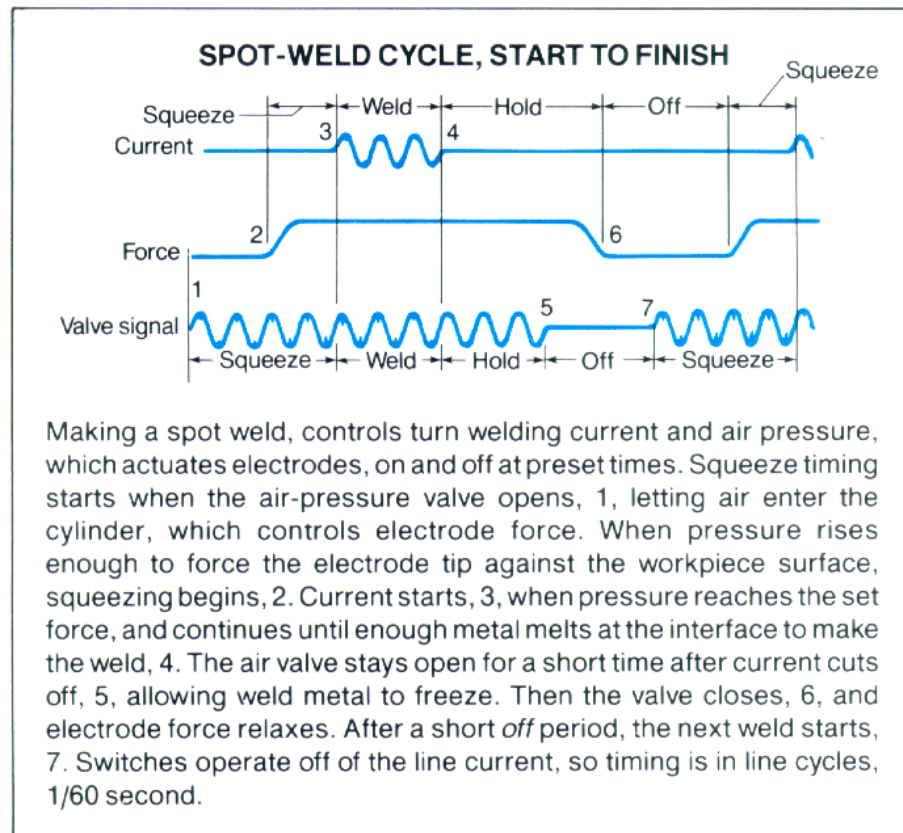 SPOT-WELD CYCLE, START TO FINISH
Squeeze
Weld
Hold
Off
Squeeze
Current
3
4
Force
2
6
1
5
7
Valve signal
Squeeze
Weld
Hold
Off
Squeeze
Making a spot weld, controls turn welding current and air pressure,
which actuates electrodes, on and off at preset times. Squeeze timing
starts when the air-pressure valve opens, 1, letting air enter the
cylinder, which controls electrode force. When pressure rises
enough to force the electrode tip against the workpiece surface,
squeezing begins, 2. Current starts, 3, when pressure reaches the set
force, and continues until enough metal melts at the interface to make
the weld, 4. The air valve stays open for a short time after current cuts
off, 5, allowing weld metal to freeze. Then the valve closes, 6, and
electrode force relaxes. After a short off period, the next weld starts,
7. Switches operate off of the line current, so timing is in line cycles,
1/60 second.